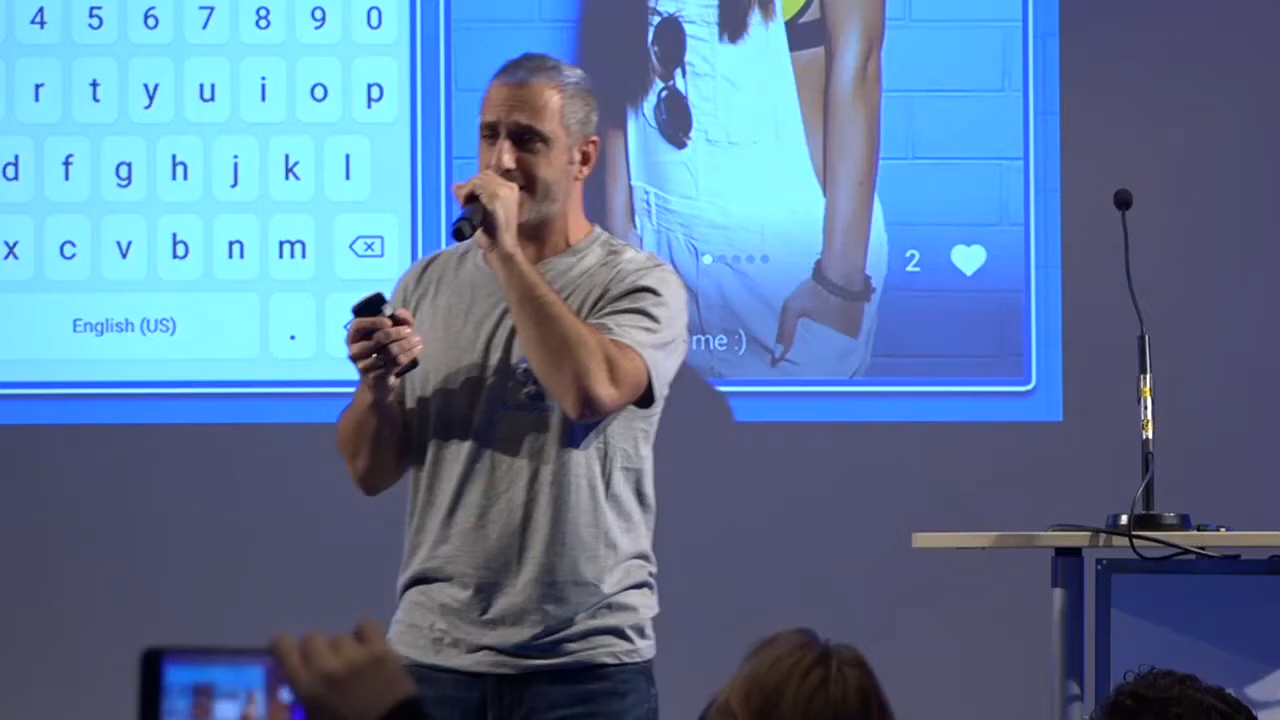 4 5 6 7 8 9 0
r t y u i o p
d f g h j k l
x c v b n m
English (US) .
2
me :)